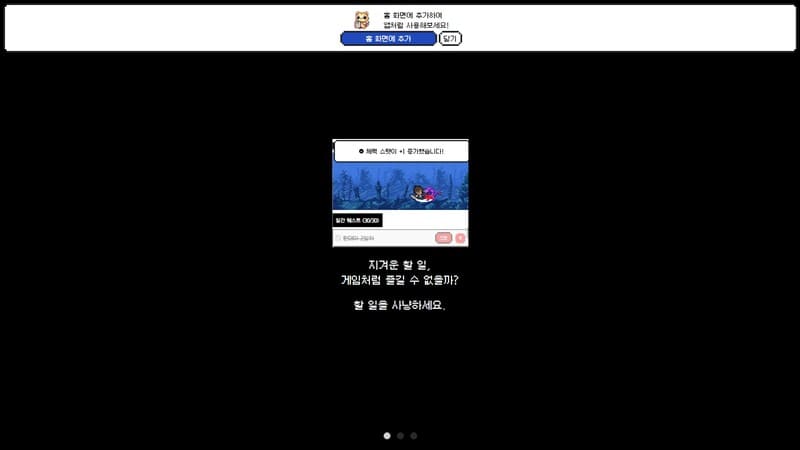 홈 화면에 추가하여
앱처럼 사용해보세요!
홈 화면에 추가
닫기
체력 스탯이 +1 증가했습니다!
일간 퀘스트 (30/30)
지겨운 할 일,
게임처럼 즐길 수 없을까?
할 일을 사냥하세요.